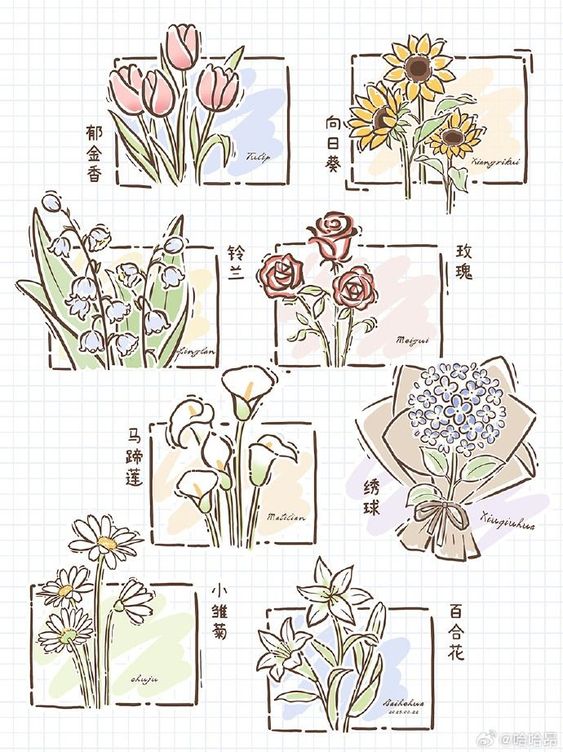 郁金香
Tulip
向日葵
Xiangrikui
铃兰
Linglan
玫瑰
Meigui
马蹄莲
Matilian
绣球
Xiuqiuhua
小雏菊
chuju
百合花
Baihehua
@哈哈昂